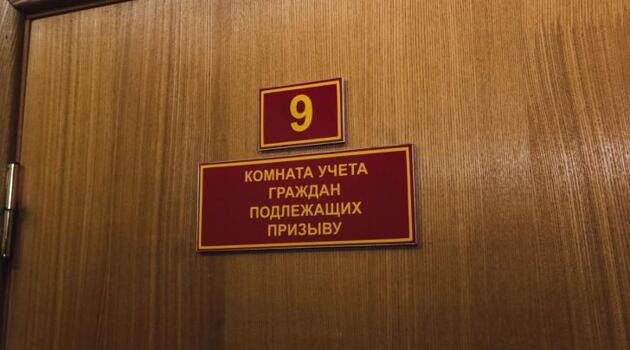 9
КОМНАТА УЧЕТА
ГРАЖДАН
ПОДЛЕЖАЩИХ
ПРИЗЫВУ